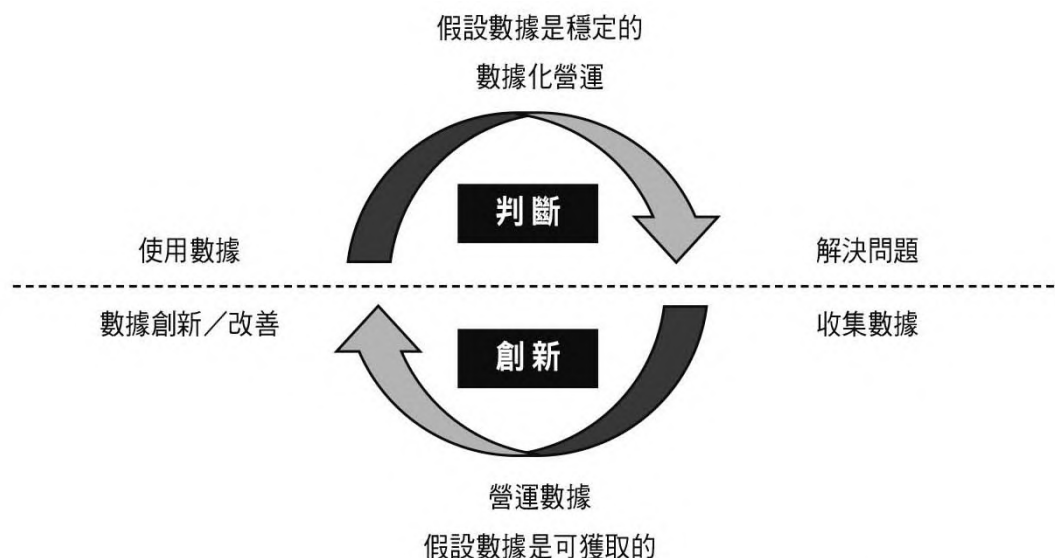 假設數據是穩定的
數據化營運
判斷
使用數據
解決問題
數據創新／改善
收集數據
創新
營運數據
假設數據是可獲取的